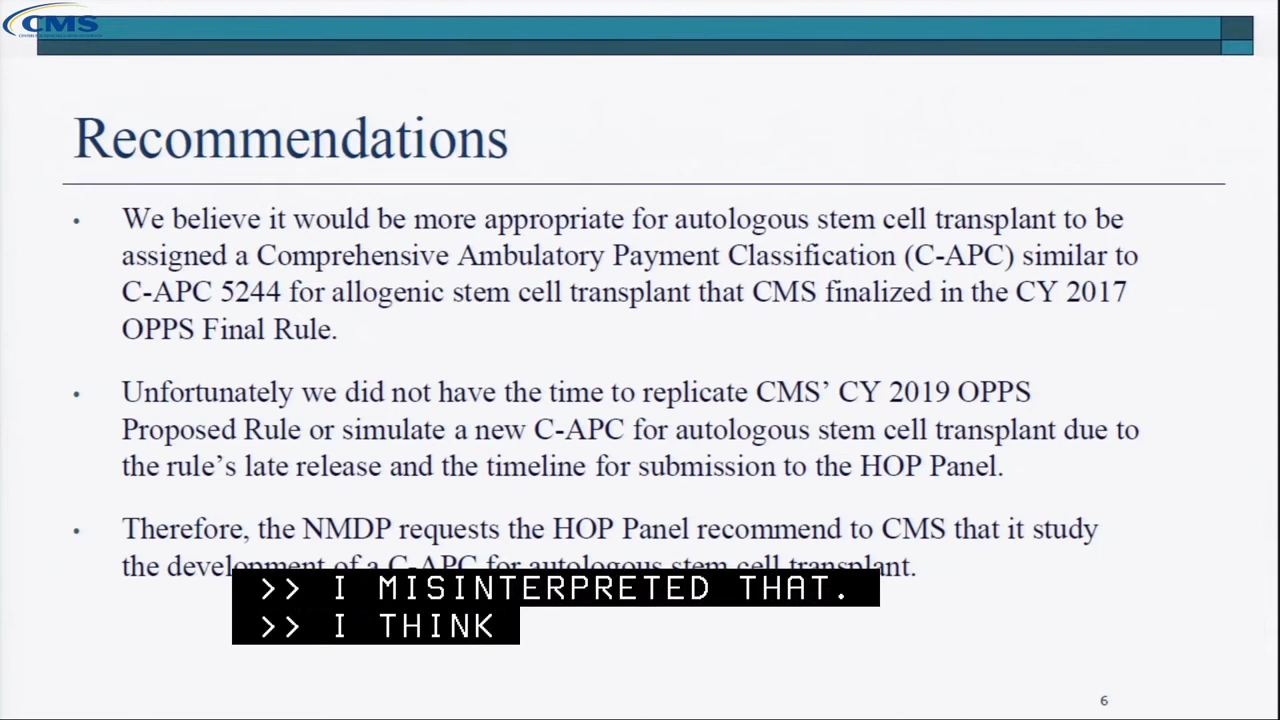 CMS
Recommendations
• We believe it would be more appropriate for autologous stem cell transplant to be
assigned a Comprehensive Ambulatory Payment Classification (C-APC) similar to
C-APC 5244 for allogenic stem cell transplant that CMS finalized in the CY 2017
OPPS Final Rule.
• Unfortunately we did not have the time to replicate CMS’ CY 2019 OPPS
Proposed Rule or simulate a new C-APC for autologous stem cell transplant due to
the rule’s late release and the timeline for submission to the HOP Panel.
• Therefore, the NMDP requests the HOP Panel recommend to CMS that it study
the development of a C-APC for autologous stem cell transplant.
>> I MISINTERPRETED THAT.
>> I THINK
6